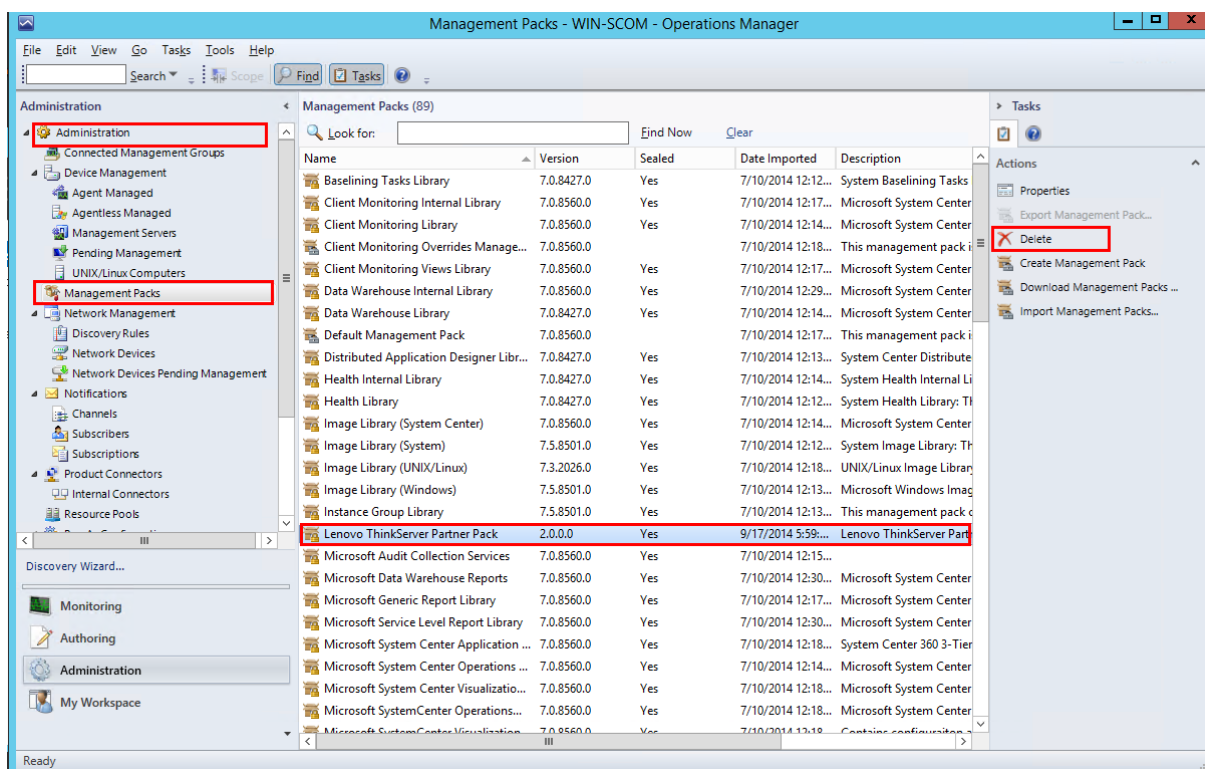 Management Packs - WIN-SCOM - Operations Manager
File Edit View Go Tasks Tools Help
Search Scope Find Tasks
Administration
Administration
Connected Management Groups
Device Management
Agent Managed
Agentless Managed
Management Servers
Pending Management
UNIX/Linux Computers
Management Packs
Network Management
Discovery Rules
Network Devices
Network Devices Pending Management
Notifications
Channels
Subscribers
Subscriptions
Product Connectors
Internal Connectors
Resource Pools
Discovery Wizard...
Monitoring
Authoring
Administration
My Workspace
Management Packs (89)
Look for: Find Now Clear
Name Version Sealed Date Imported Description
Baselining Tasks Library 7.0.8427.0 Yes 7/10/2014 12:12... System Baselining Tasks
Client Monitoring Internal Library 7.0.8560.0 Yes 7/10/2014 12:17... Microsoft System Center
Client Monitoring Library 7.0.8560.0 Yes 7/10/2014 12:14... Microsoft System Center
Client Monitoring Overrides Manage... 7.0.8560.0 7/10/2014 12:18... This management pack i
Client Monitoring Views Library 7.0.8560.0 Yes 7/10/2014 12:17... Microsoft System Center
Data Warehouse Internal Library 7.0.8560.0 Yes 7/10/2014 12:29... Microsoft System Center
Data Warehouse Library 7.0.8427.0 Yes 7/10/2014 12:14... Microsoft System Center
Default Management Pack 7.0.8560.0 7/10/2014 12:17... This management pack i
Distributed Application Designer Libr... 7.0.8427.0 Yes 7/10/2014 12:13... System Center Distribute
Health Internal Library 7.0.8427.0 Yes 7/10/2014 12:14... System Health Internal Li
Health Library 7.0.8427.0 Yes 7/10/2014 12:12... System Health Library: Th
Image Library (System Center) 7.0.8560.0 Yes 7/10/2014 12:14... Microsoft System Center
Image Library (System) 7.5.8501.0 Yes 7/10/2014 12:12... System Image Library: Th
Image Library (UNIX/Linux) 7.3.2026.0 Yes 7/10/2014 12:18... UNIX/Linux Image Library
Image Library (Windows) 7.5.8501.0 Yes 7/10/2014 12:13... Microsoft Windows Imag
Instance Group Library 7.5.8501.0 Yes 7/10/2014 12:13... This management pack c
Lenovo ThinkServer Partner Pack 2.0.0.0 Yes 9/17/2014 5:59:... Lenovo ThinkServer Part
Microsoft Audit Collection Services 7.0.8560.0 Yes 7/10/2014 12:15...
Microsoft Data Warehouse Reports 7.0.8560.0 Yes 7/10/2014 12:30... Microsoft System Center
Microsoft Generic Report Library 7.0.8560.0 Yes 7/10/2014 12:17... Microsoft System Center
Microsoft Service Level Report Library 7.0.8560.0 Yes 7/10/2014 12:30... Microsoft System Center
Microsoft System Center Application ... 7.0.8560.0 Yes 7/10/2014 12:18... System Center 360 3-Tier
Microsoft System Center Operations ... 7.0.8560.0 Yes 7/10/2014 12:14... Microsoft System Center
Microsoft System Center Visualizatio... 7.0.8560.0 Yes 7/10/2014 12:18... Microsoft System Center
Microsoft SystemCenter Operations... 7.0.8560.0 Yes 7/10/2014 12:18... Microsoft System Center
Microsoft SystemCenter Visualization 7.0.8560.0 Yes 7/10/2014 12:18 Contains configuraiton
Tasks
Actions
Properties
Export Management Pack...
Delete
Create Management Pack
Download Management Packs ...
Import Management Packs...
Ready